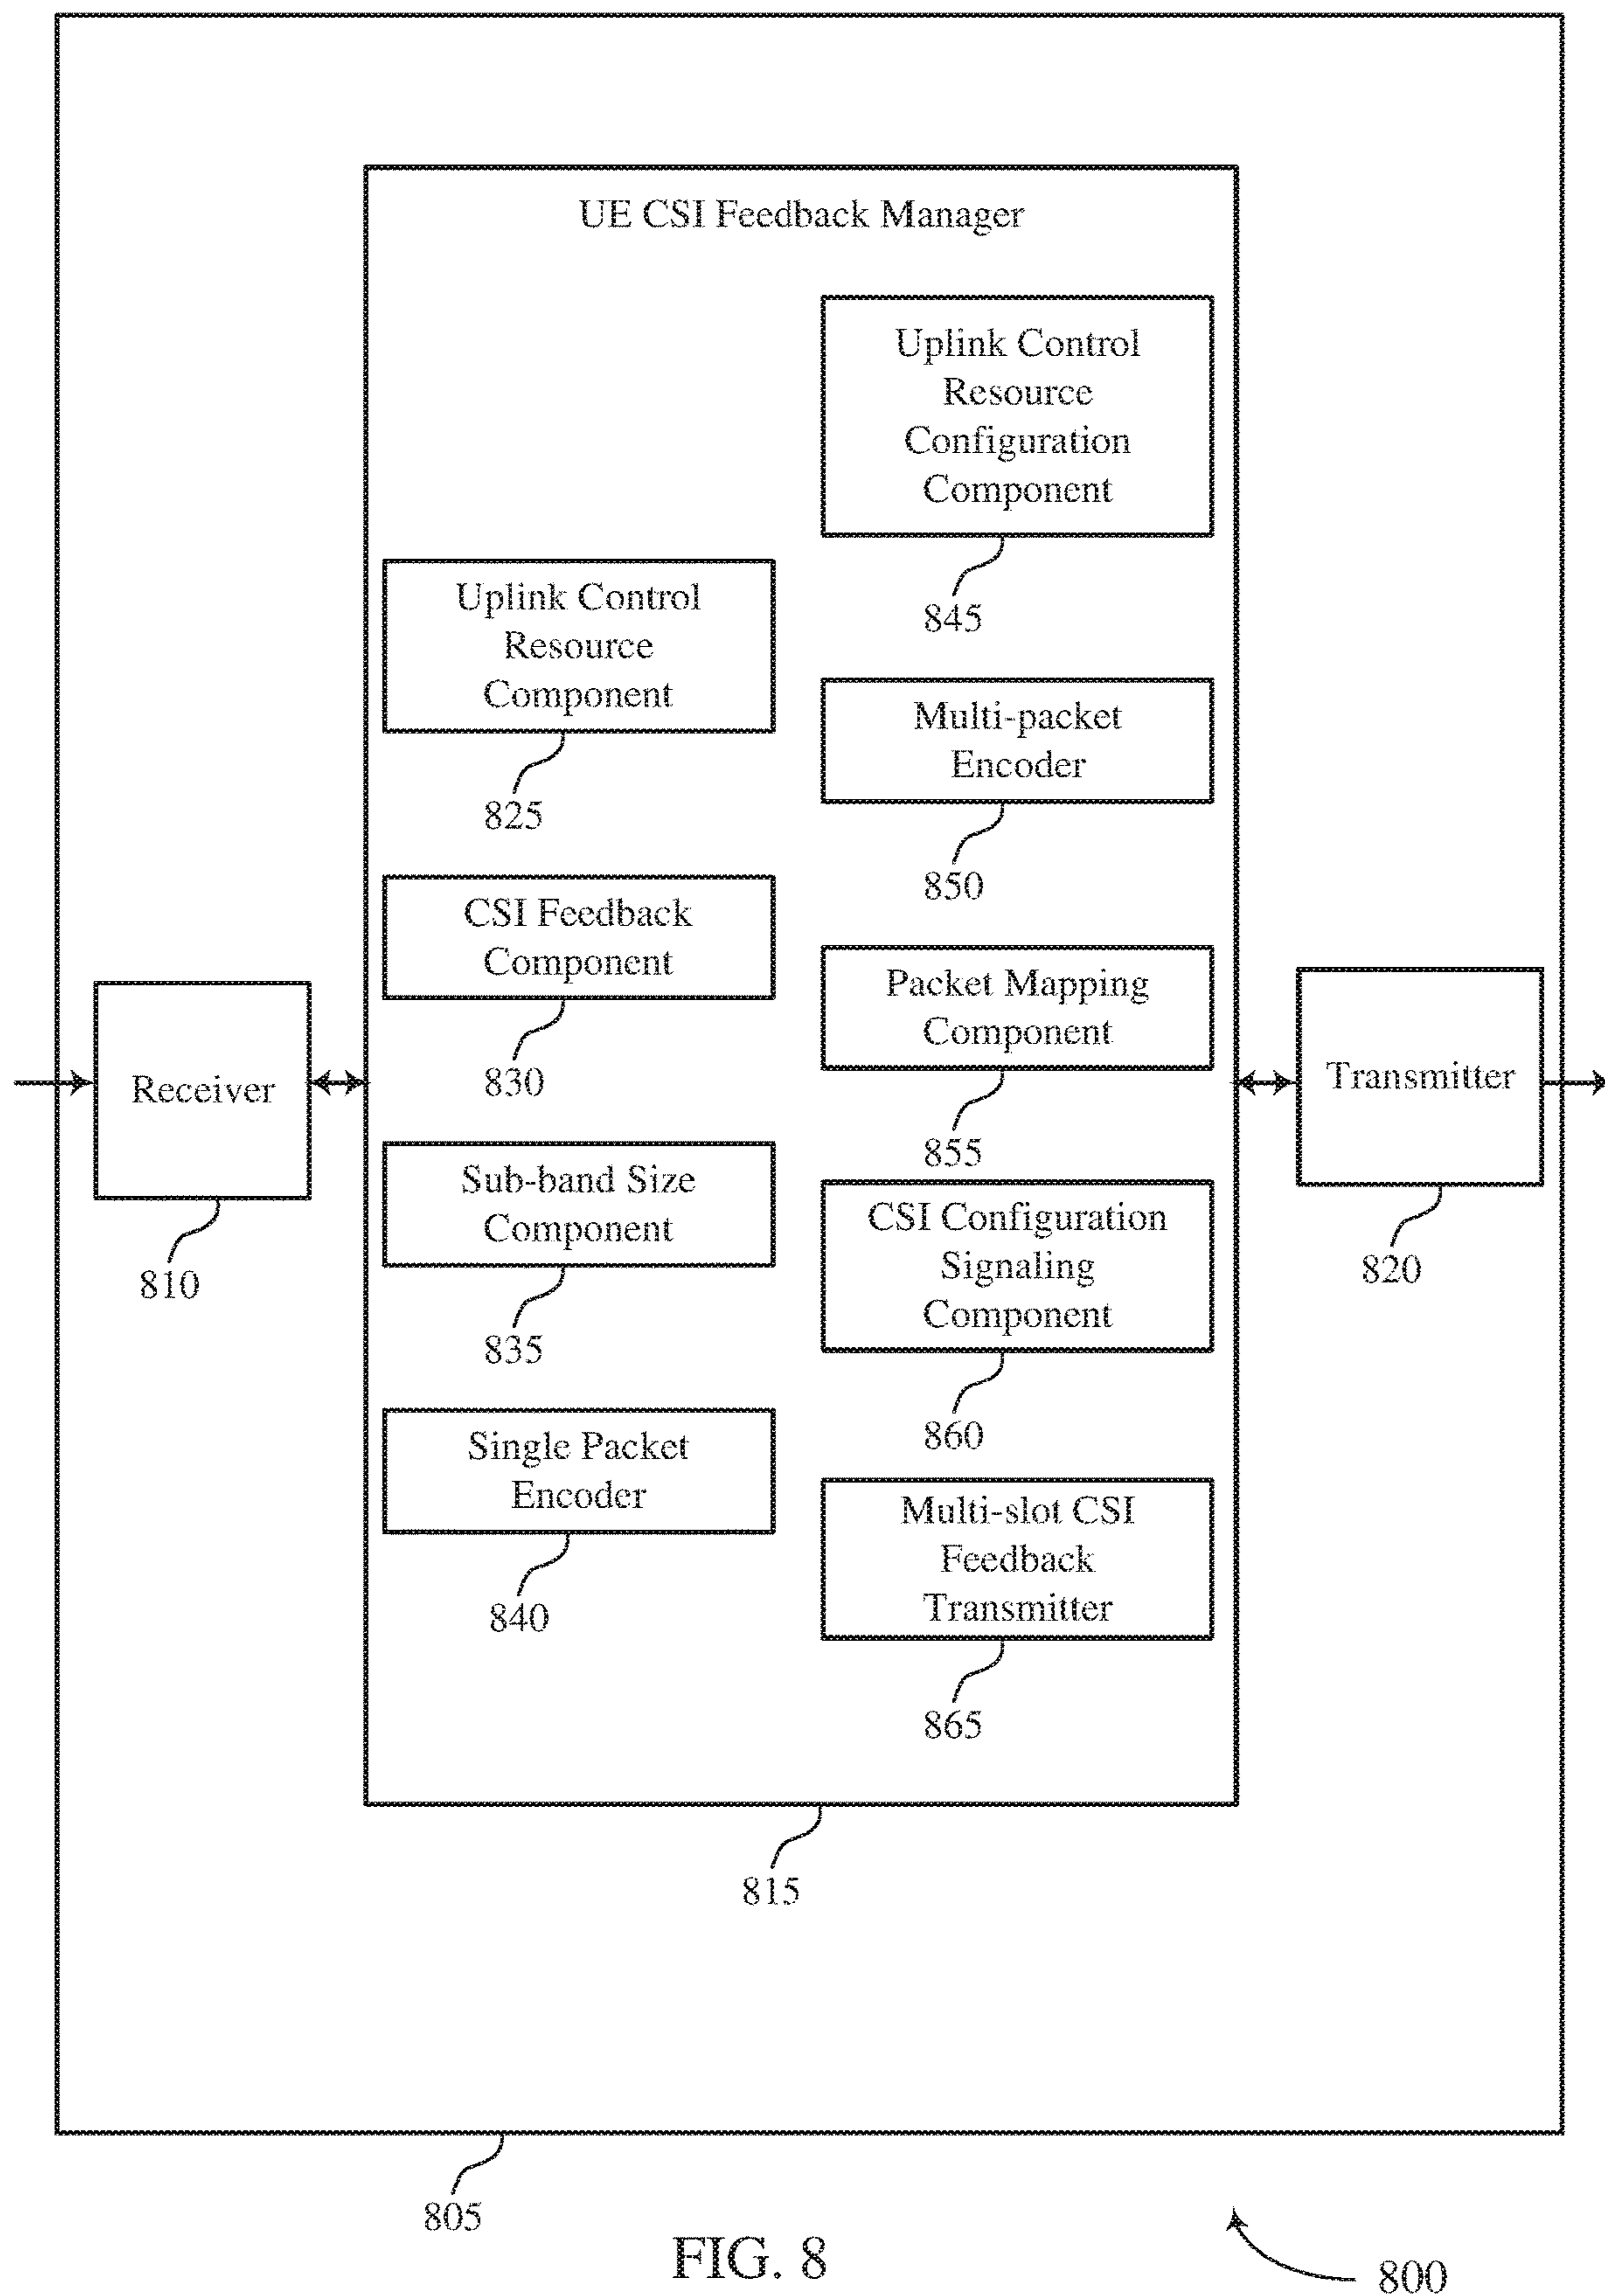 UE CSI Feedback Manager
Uplink Control
Resource
Configuration
Component
845
Uplink Control
Resource
Component
825
Multi-packet
Encoder
850
CSI Feedback
Component
830
Packet Mapping
Component
855
Receiver
810
Transmitter
820
Sub-band Size
Component
835
CSI Configuration
Signaling
Component
860
Single Packet
Encoder
840
Multi-slot CSI
Feedback
Transmitter
865
815
805
FIG. 8
800